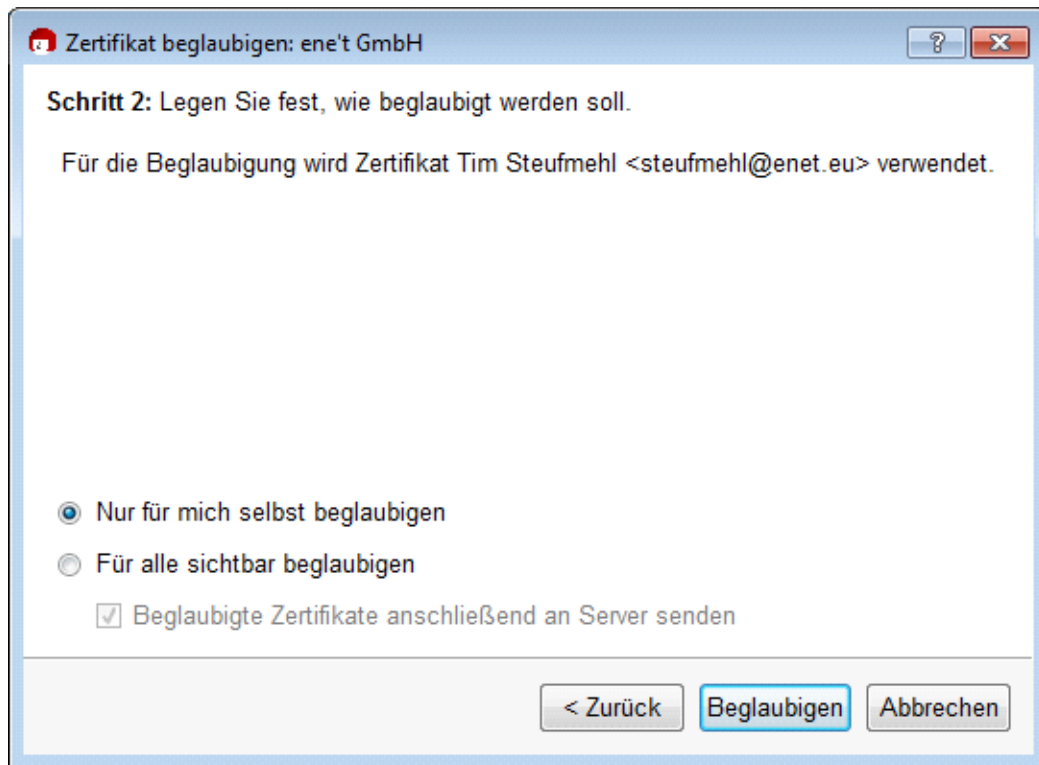 Zertifikat beglaubigen: ene't GmbH
?
Schritt 2: Legen Sie fest, wie beglaubigt werden soll.
Für die Beglaubigung wird Zertifikat Tim Steufmehl <steufmehl@enet.eu> verwendet.
Nur für mich selbst beglaubigen
Für alle sichtbar beglaubigen
Beglaubigte Zertifikate anschließend an Server senden
< Zurück Beglaubigen Abbrechen